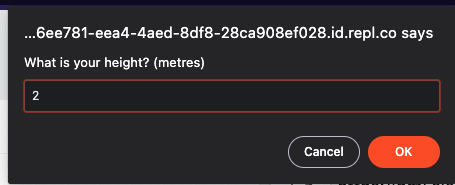 ...6ee781-eea4-4aed-8df8-28ca908ef028.id.repl.co says
What is your height? (metres)
2
Cancel OK